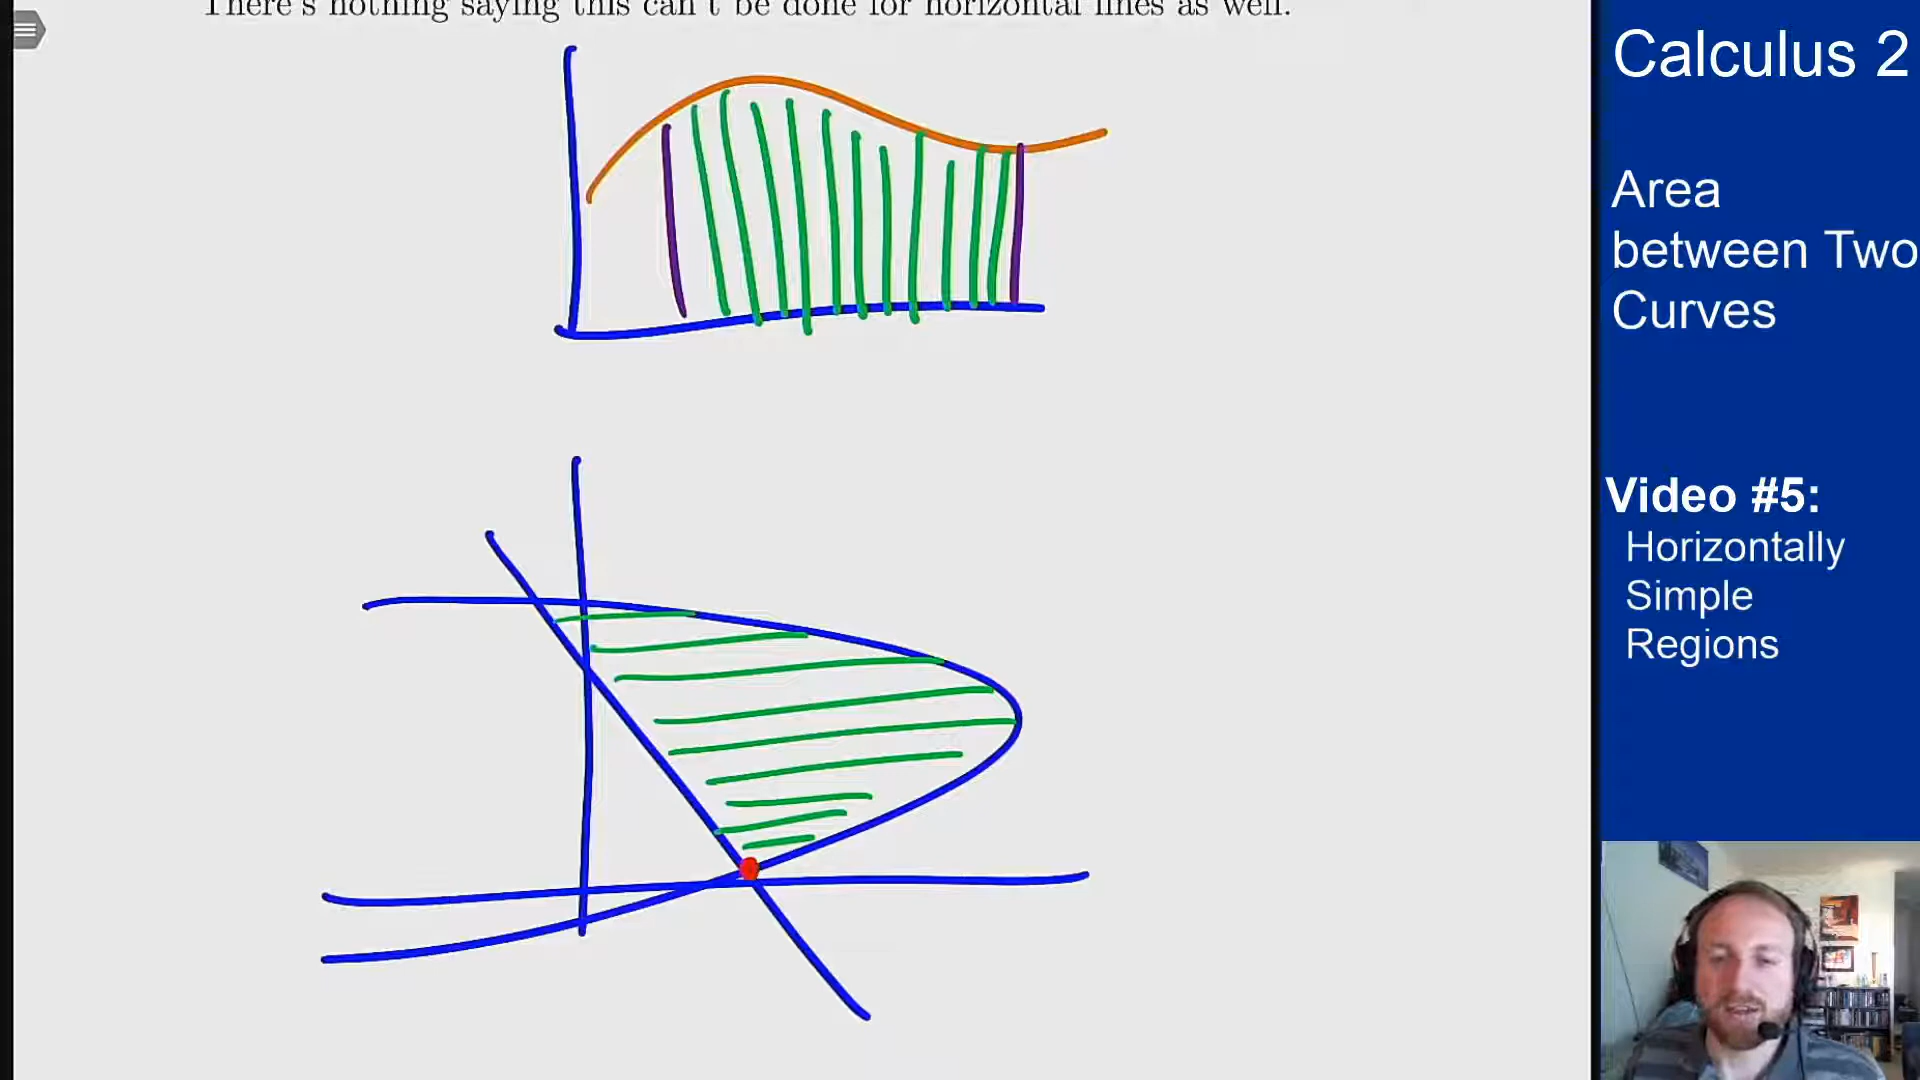 There's nothing saying this can't be done for horizontal lines as well.
Calculus 2
Area
between Two
Curves
Video #5:
Horizontally
Simple
Regions